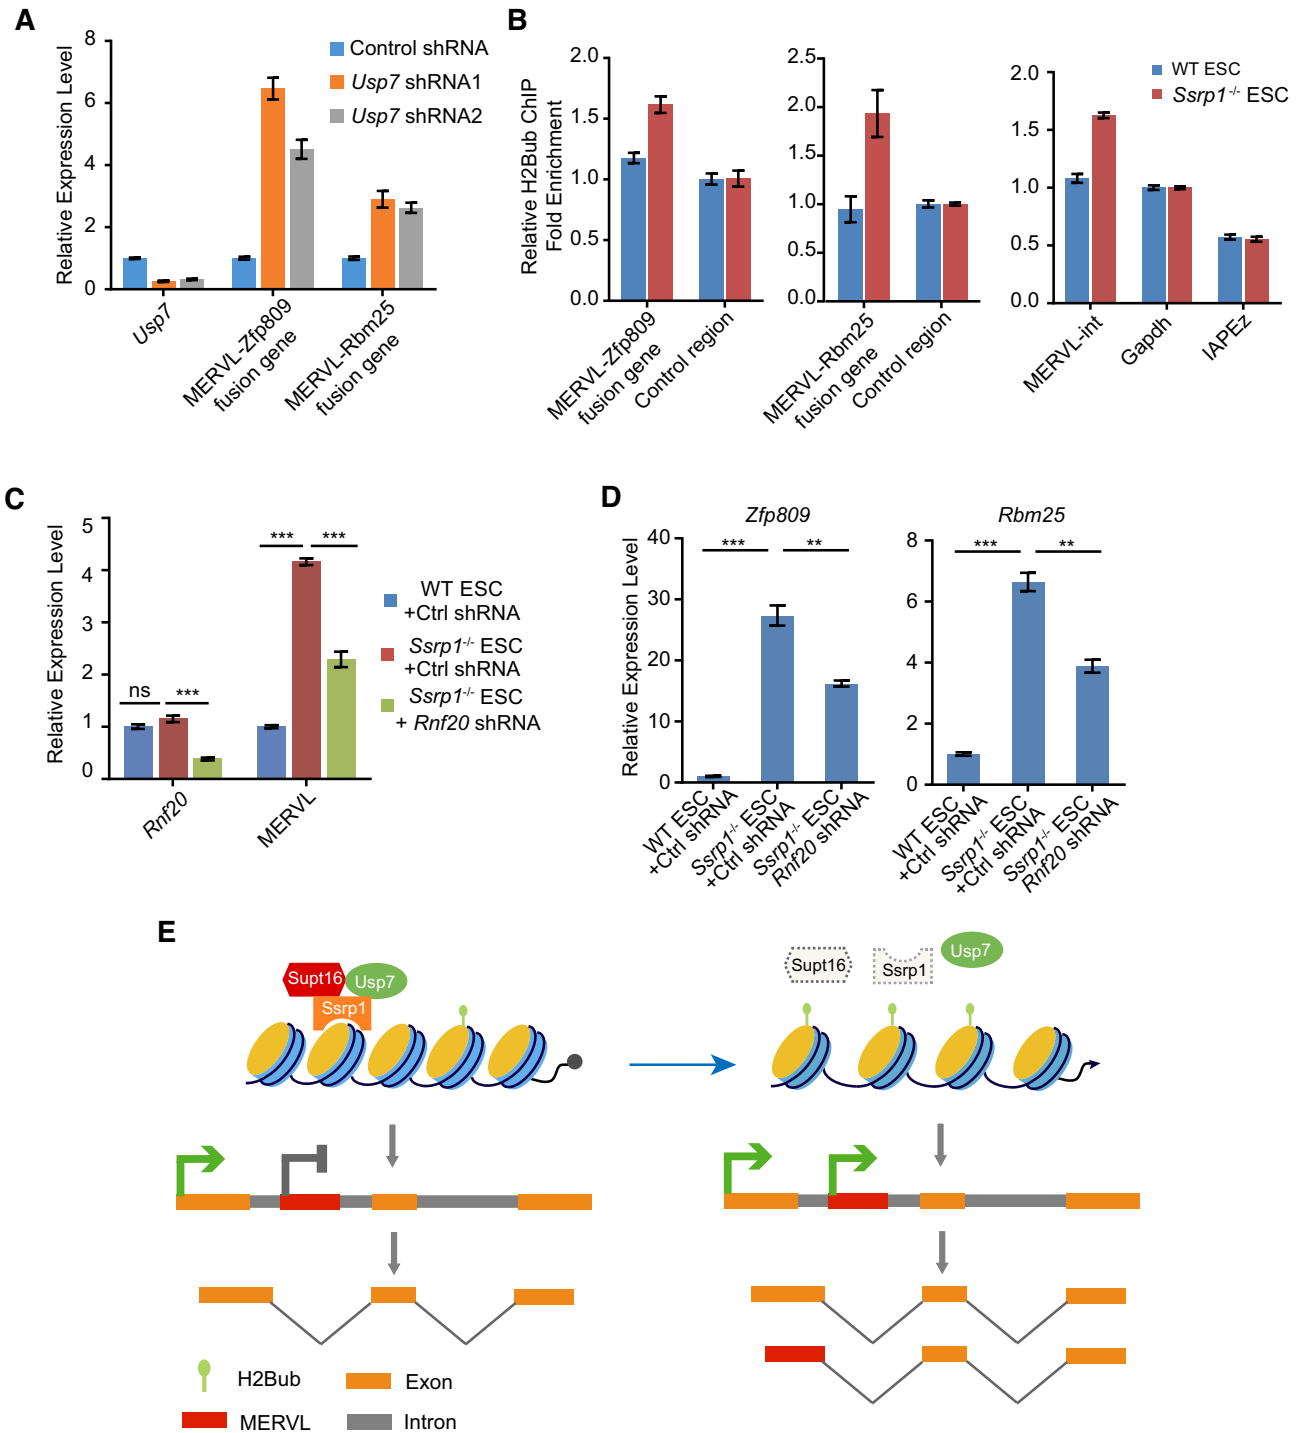 A
Relative Expression Level
8
6
4
2
0
Control shRNA
Usp7 shRNA1
Usp7 shRNA2
Usp7
MERVL-Zfp809
fusion gene
MERVL-Rbm25
fusion gene
B
Relative H2Bub ChIP
Fold Enrichment
2.0
1.5
1.0
0.5
0.0
MERVL-Zfp809
fusion gene
Control region
2.5
2.0
1.5
1.0
0.5
0.0
MERVL-Rbm25
fusion gene
Control region
2.0
1.5
1.0
0.5
0.0
WT ESC
Ssrp1-/- ESC
MERVL-int
Gapdh
IAPEz
C
Relative Expression Level
5
4
3
2
1
0
ns
***
***
***
Rnf20
MERVL
WT ESC
+Ctrl shRNA
Ssrp1-/- ESC
+Ctrl shRNA
Ssrp1-/- ESC
+ Rnf20 shRNA
D
Relative Expression Level
Zfp809
40
30
20
10
0
***
**
WT ESC
+Ctrl shRNA
Ssrp1-/- ESC
+Ctrl shRNA
Ssrp1-/- ESC
Rnf20 shRNA
Rbm25
8
6
4
2
0
***
**
WT ESC
+Ctrl shRNA
Ssrp1-/- ESC
+Ctrl shRNA
Ssrp1-/- ESC
Rnf20 shRNA
E
Supt16
Usp7
Ssrp1
Supt16
Ssrp1
Usp7
H2Bub
Exon
MERVL
Intron